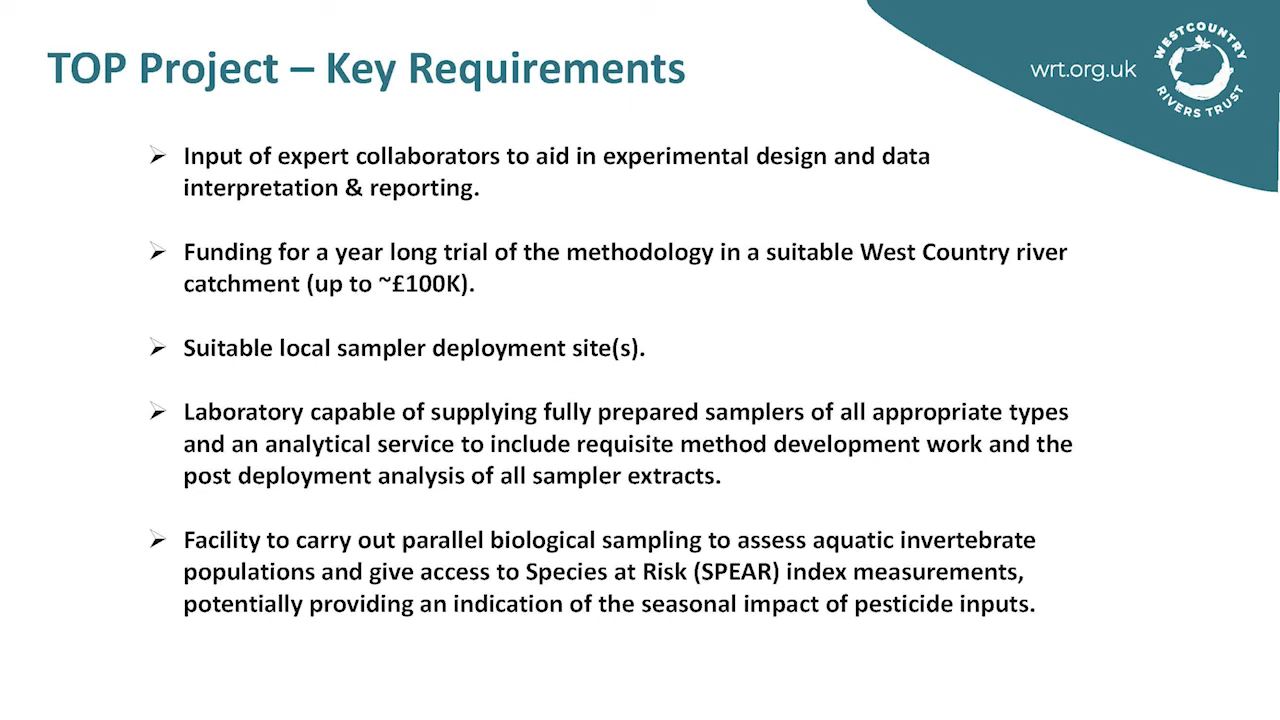 TOP Project – Key Requirements
wrt.org.uk
WESTCOUNTRY
RIVERS TRUST
Input of expert collaborators to aid in experimental design and data
interpretation & reporting.
Funding for a year long trial of the methodology in a suitable West Country river
catchment (up to ~£100K).
Suitable local sampler deployment site(s).
Laboratory capable of supplying fully prepared samplers of all appropriate types
and an analytical service to include requisite method development work and the
post deployment analysis of all sampler extracts.
Facility to carry out parallel biological sampling to assess aquatic invertebrate
populations and give access to Species at Risk (SPEAR) index measurements,
potentially providing an indication of the seasonal impact of pesticide inputs.